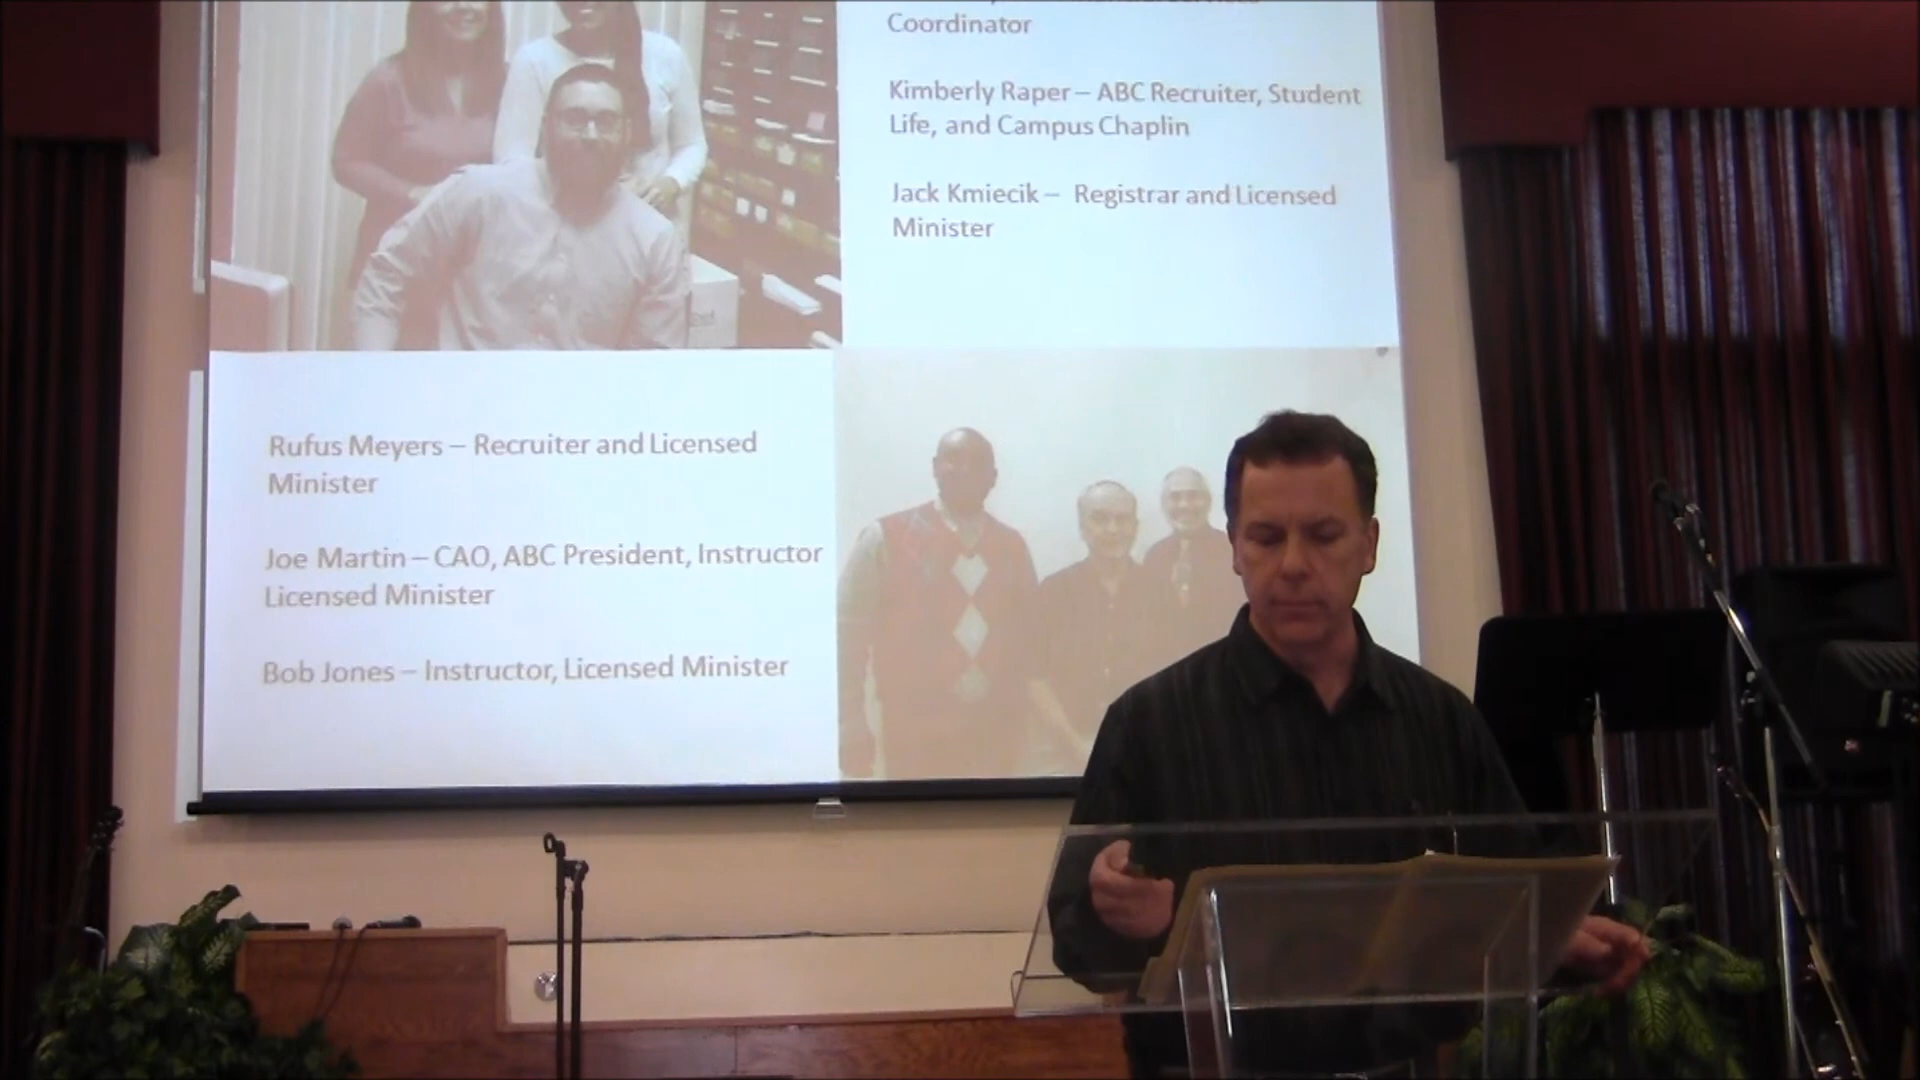 Coordinator
Kimberly Raper – ABC Recruiter, Student
Life, and Campus Chaplin
Jack Kmiecik – Registrar and Licensed
Minister
Rufus Meyers – Recruiter and Licensed
Minister
Joe Martin – CAO, ABC President, Instructor
Licensed Minister
Bob Jones – Instructor, Licensed Minister